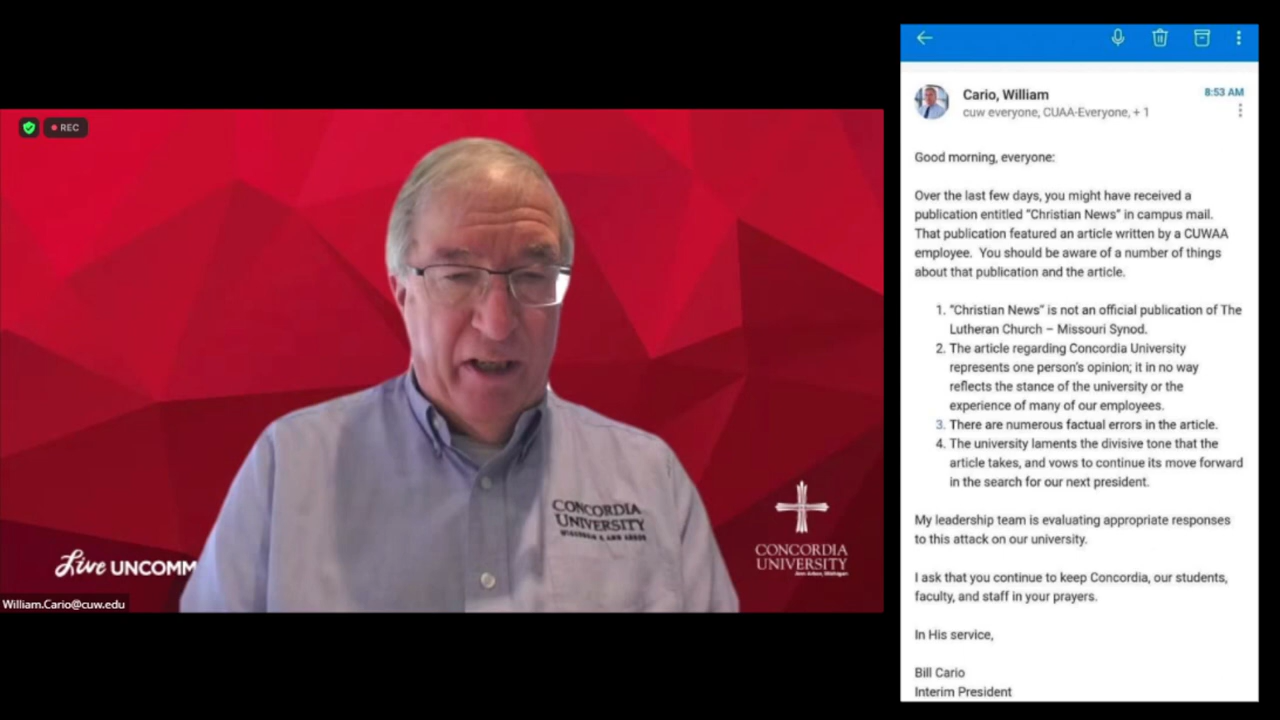 REC
CONCORDIA
UNIVERSITY
WISCONSIN & ANN ARBOR
Live UNCOMM
CONCORDIA
UNIVERSITY
Ann Arbor, Michigan
William.Cario@cuw.edu
Cario, William
8:53 AM
cuw everyone, CUAA-Everyone, + 1
Good morning, everyone:
Over the last few days, you might have received a
publication entitled “Christian News” in campus mail.
That publication featured an article written by a CUWAA
employee. You should be aware of a number of things
about that publication and the article.
1. “Christian News” is not an official publication of The
Lutheran Church – Missouri Synod.
2. The article regarding Concordia University
represents one person’s opinion; it in no way
reflects the stance of the university or the
experience of many of our employees.
3. There are numerous factual errors in the article.
4. The university laments the divisive tone that the
article takes, and vows to continue its move forward
in the search for our next president.
My leadership team is evaluating appropriate responses
to this attack on our university.
I ask that you continue to keep Concordia, our students,
faculty, and staff in your prayers.
In His service,
Bill Cario
Interim President